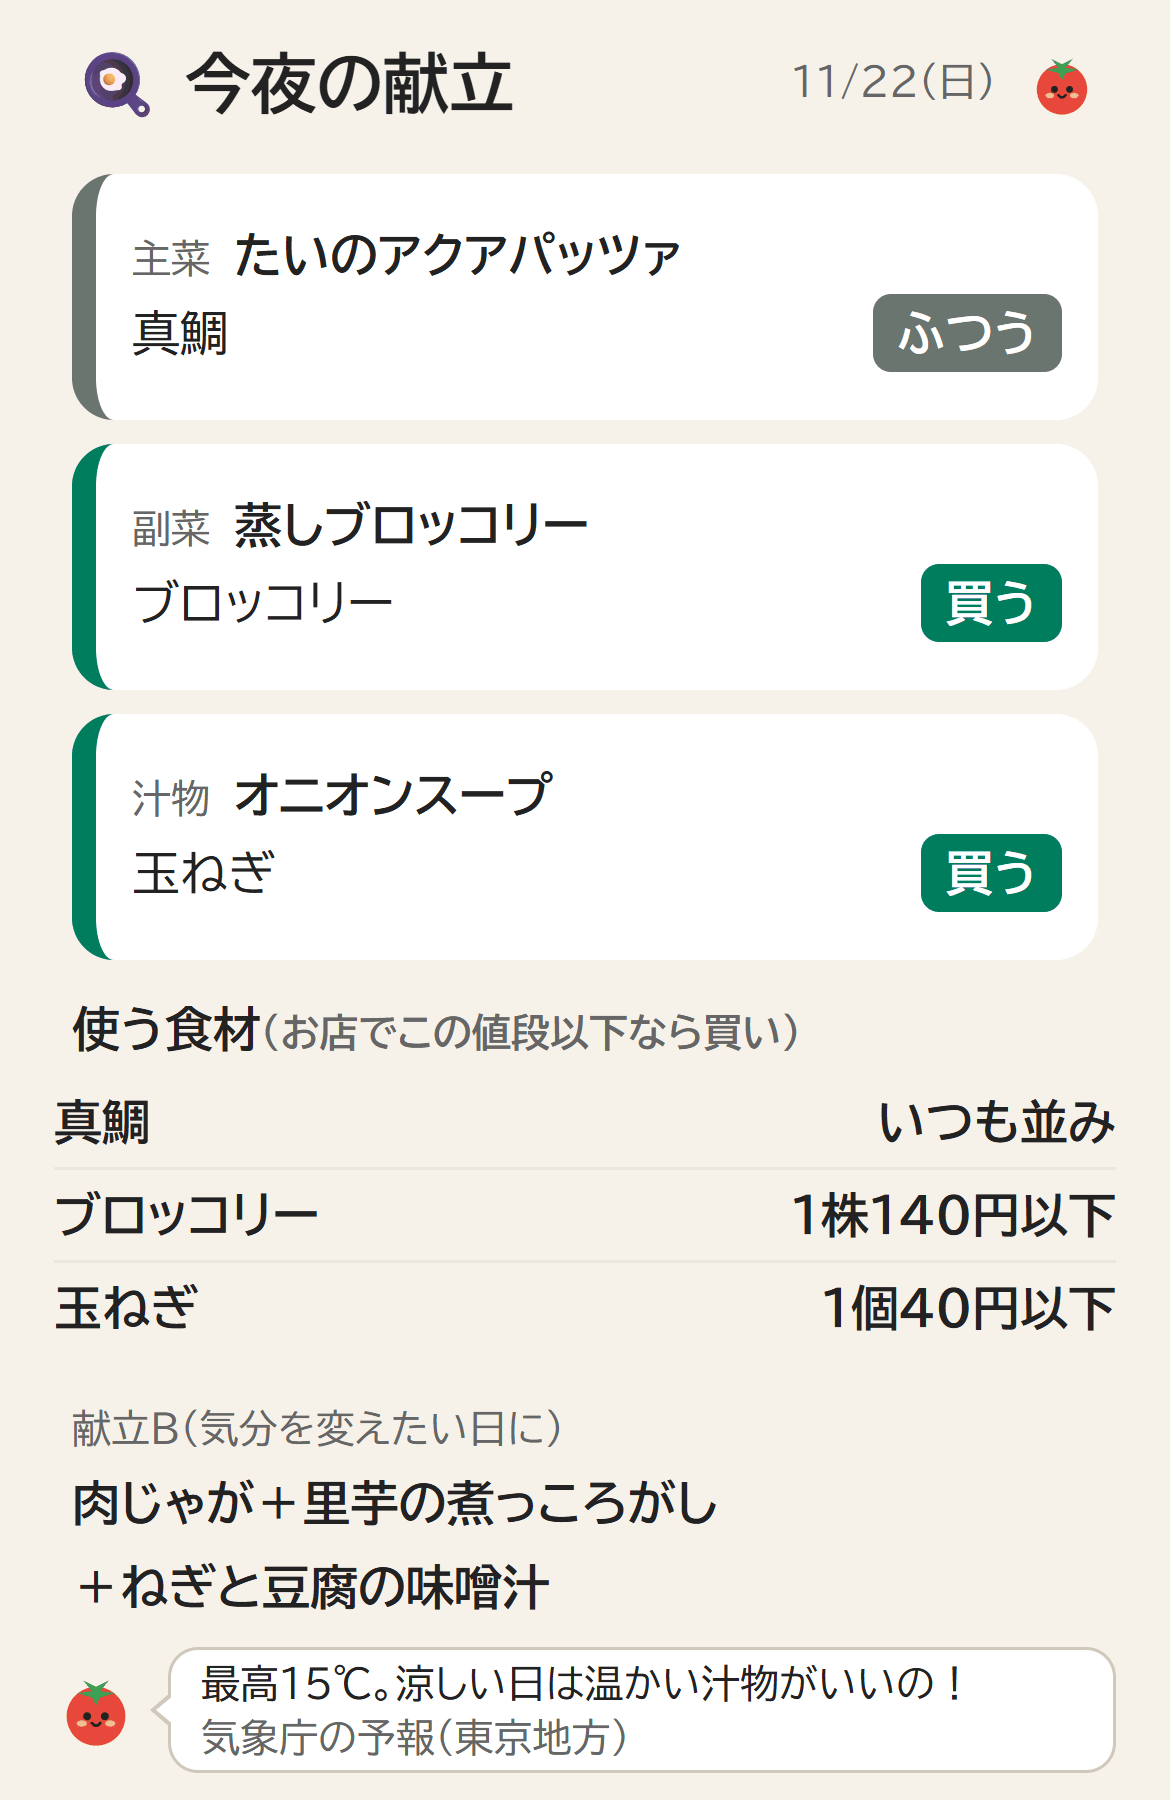 今夜の献立 11/22(日)
主菜 たいのアクアパッツァ
真鯛 ふつう
副菜 蒸しブロッコリー
ブロッコリー 買う
汁物 オニオンスープ
玉ねぎ 買う
使う食材(お店でこの値段以下なら買い)
真鯛 いつも並み
ブロッコリー 1株140円以下
玉ねぎ 1個40円以下
献立B(気分を変えたい日に)
肉じゃが+里芋の煮っころがし
+ねぎと豆腐の味噌汁
最高15℃。涼しい日は温かい汁物がいいの!
気象庁の予報(東京地方)